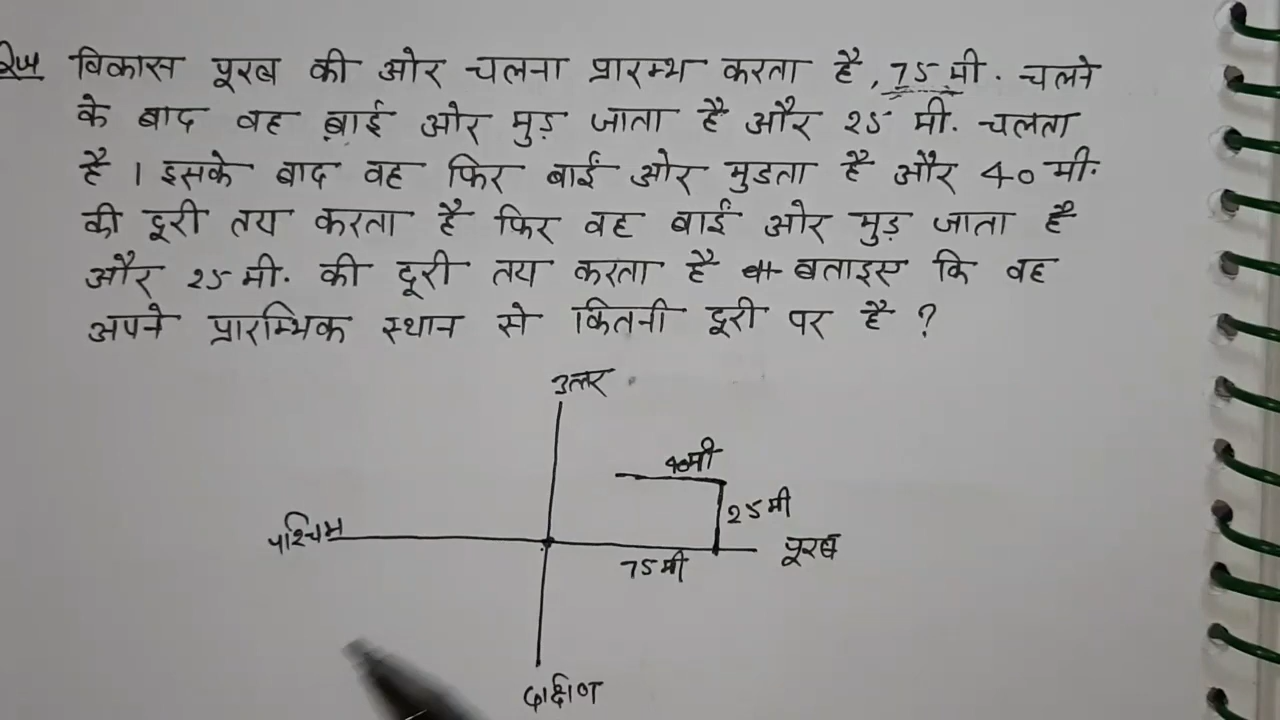 विकास पूरब की ओर चलना प्रारम्भ करता है, 75 मी. चलने
के बाद वह बाई ओर मुड़ जाता है और 25 मी. चलता
है । इसके बाद वह फिर बाई ओर मुडता है और 40 मी.
की दूरी तय करता है फिर वह बाईं ओर मुड़ जाता है
और 25 मी. की दूरी तय करता है बताइए कि वह
अपने प्रारम्भिक स्थान से कितनी दूरी पर है ?
उत्तर
40मी
25 मी
पश्चिम
पूरब
75मी
दक्षिण